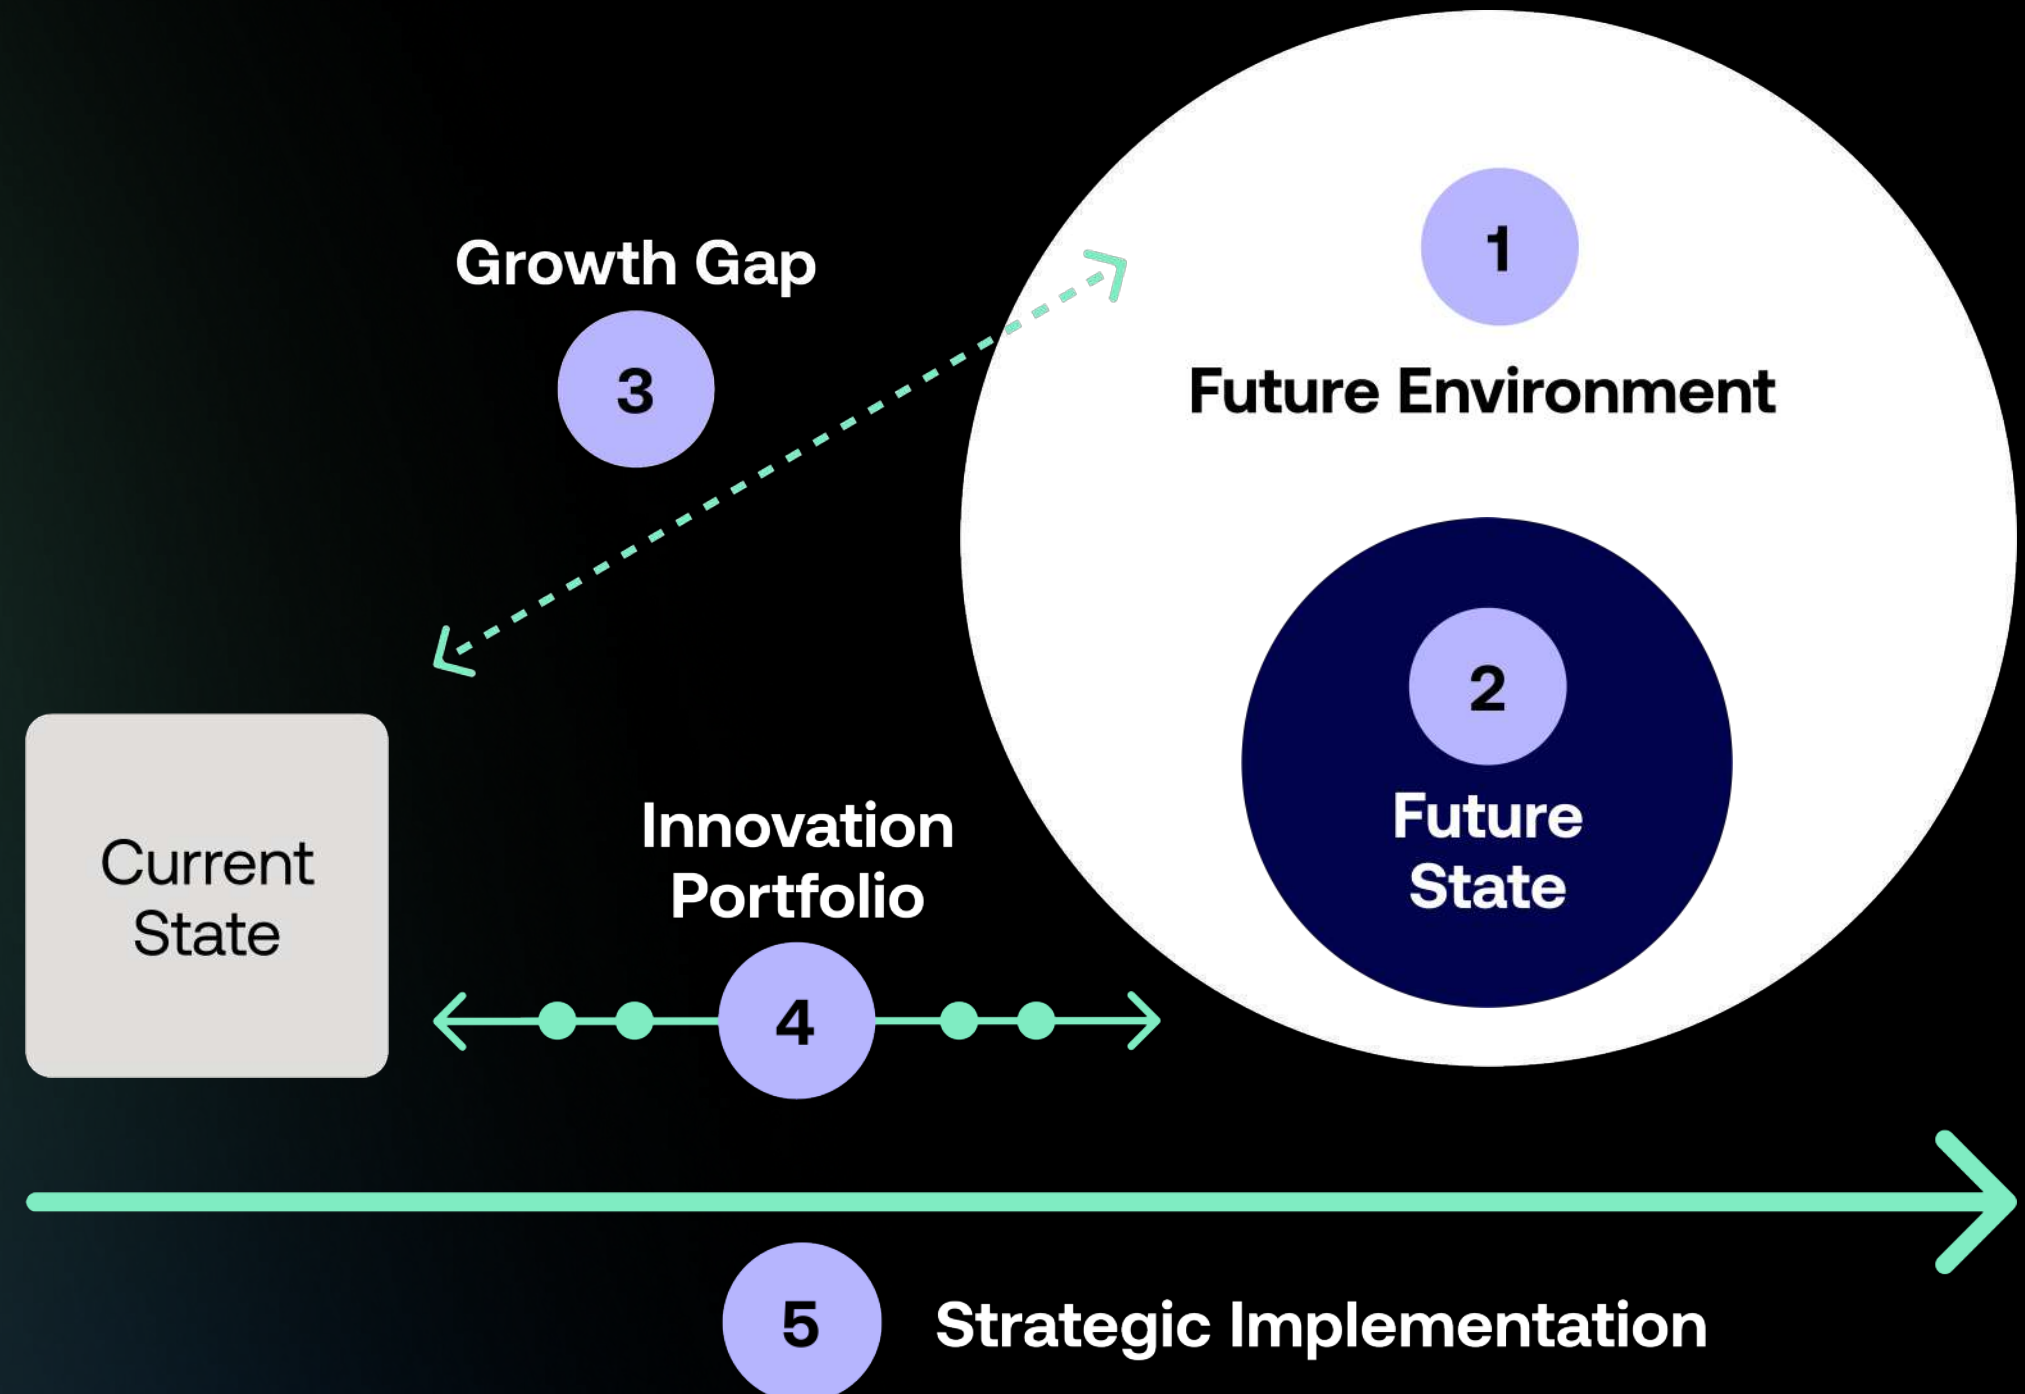 1
Future Environment
Growth Gap
3
2
Future
State
Current
State
Innovation
Portfolio
4
5
Strategic Implementation